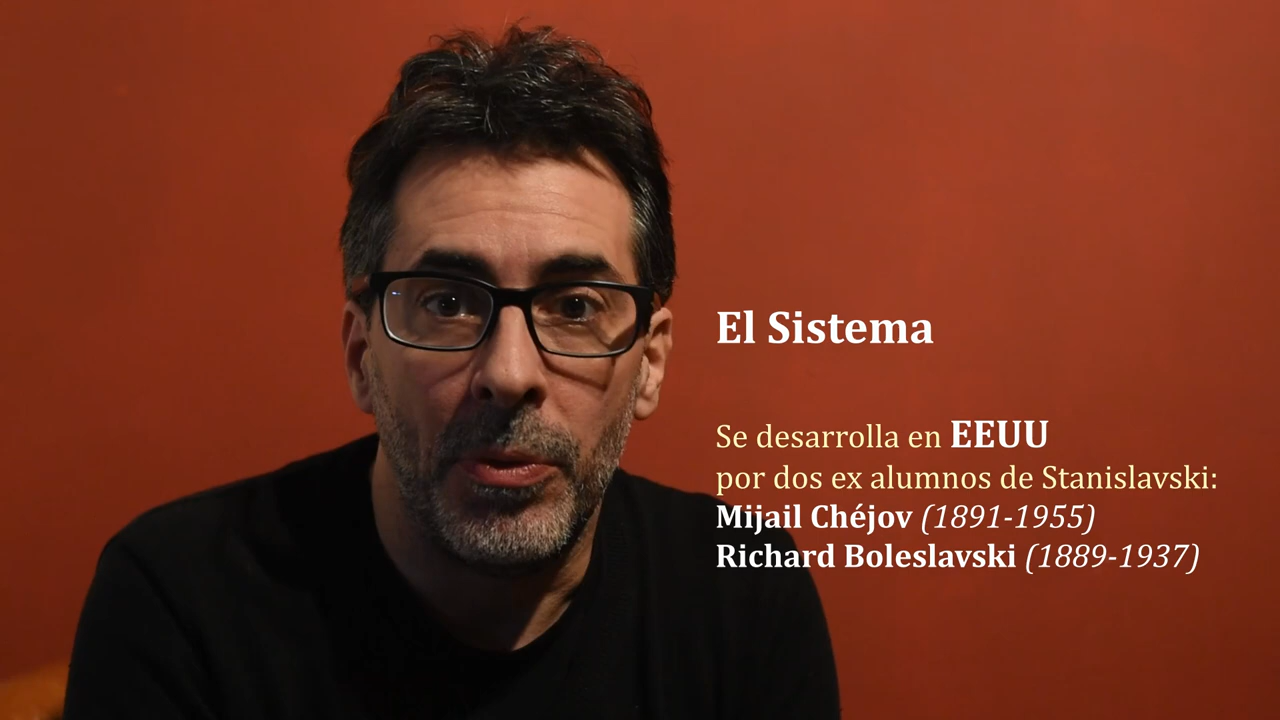 El Sistema
Se desarrolla en EEUU
por dos ex alumnos de Stanislavski:
Mijail Chéjov (1891-1955)
Richard Boleslavski (1889-1937)